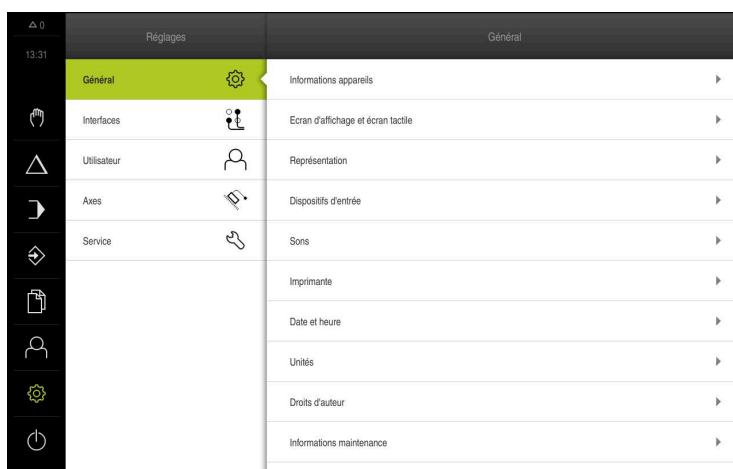 0
13:31
Réglages
Général
Général
Interfaces
Utilisateur
Axes
Service
Informations appareils
Ecran d'affichage et écran tactile
Représentation
Dispositifs d'entrée
Sons
Imprimante
Date et heure
Unités
Droits d'auteur
Informations maintenance